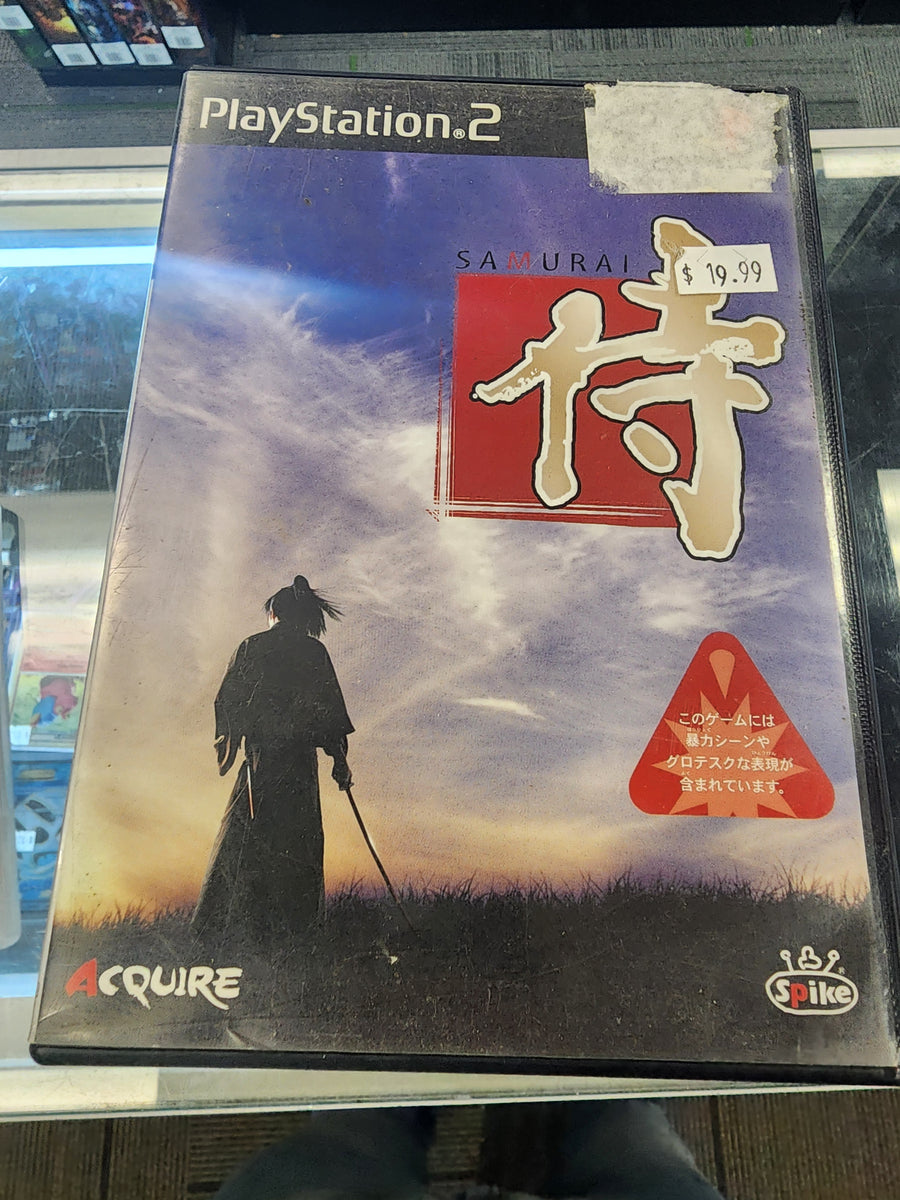 PlayStation®2
SAMURAI
侍
$ 19.99
このゲームには
暴力シーンや
グロテスクな表現が
含まれています。
ACQUIRE
Spike®